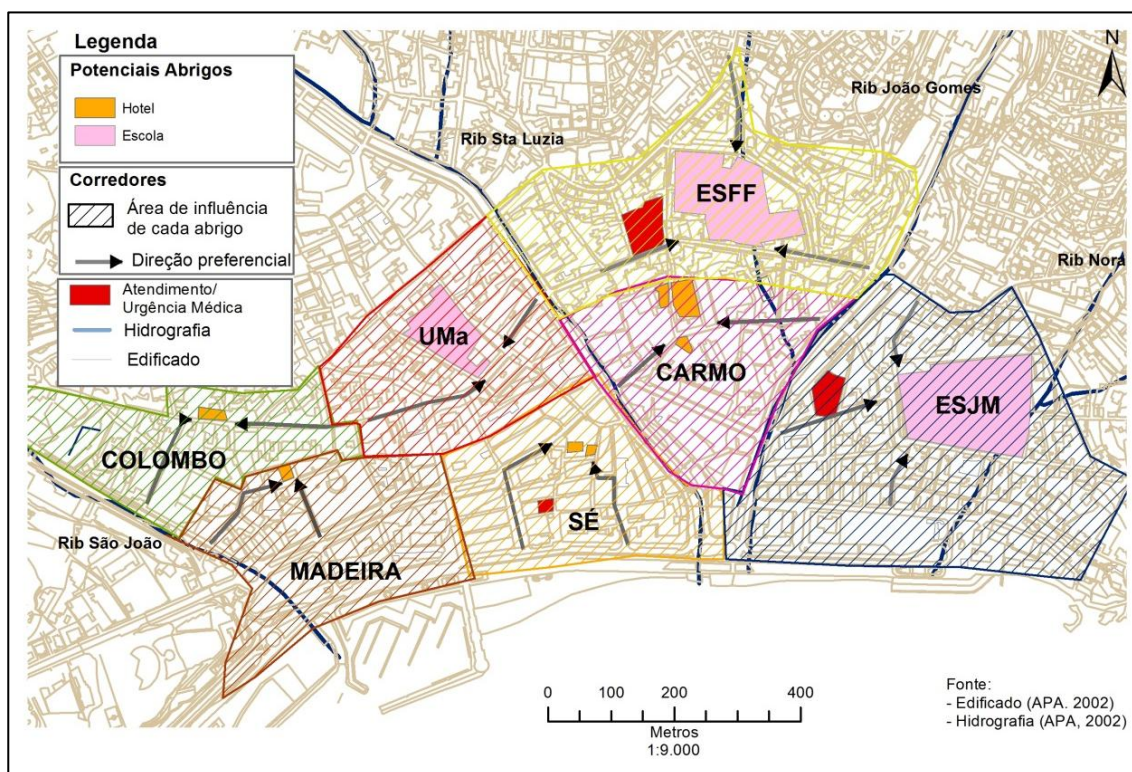 Legenda
Potenciais Abrigos
Hotel
Escola
Corredores
Área de influência
de cada abrigo
Direção preferencial
Atendimento/
Urgência Médica
Hidrografia
Edificado
N
Rib João Gomes
Rib Sta Luzia
ESFF
Rib Nora
UMa
CARMO
ESJM
COLOMBO
SÉ
Rib São João
MADEIRA
0 100 200 400
Metros
1:9.000
Fonte:
- Edificado (APA. 2002)
- Hidrografia (APA, 2002)